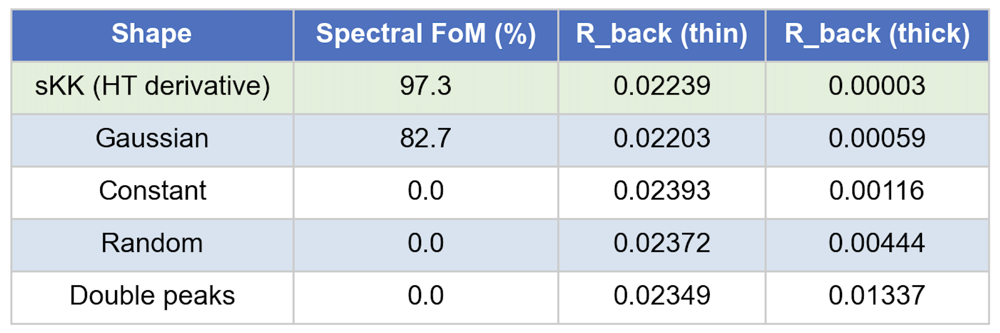 Shape Spectral FoM (%) R_back (thin) R_back (thick)
sKK (HT derivative) 97.3 0.02239 0.00003
Gaussian 82.7 0.02203 0.00059
Constant 0.0 0.02393 0.00116
Random 0.0 0.02372 0.00444
Double peaks 0.0 0.02349 0.01337